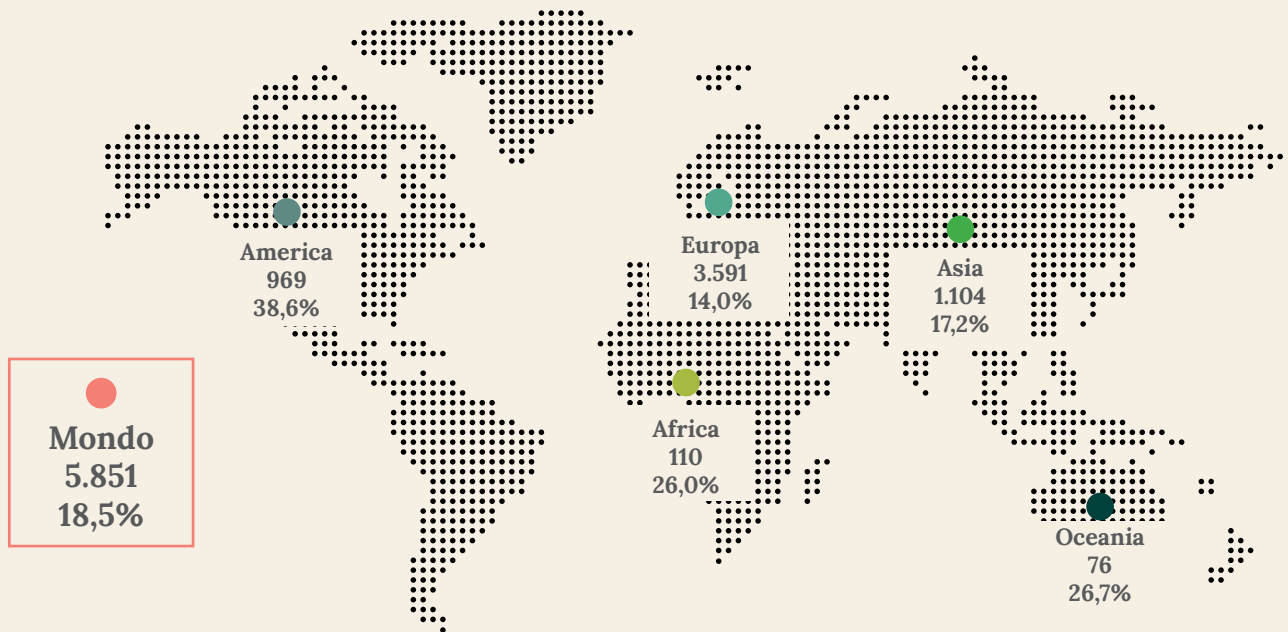 America
969
38,6%
Europa
3.591
14,0%
Asia
1.104
17,2%
Mondo
5.851
18,5%
Africa
110
26,0%
Oceania
76
26,7%